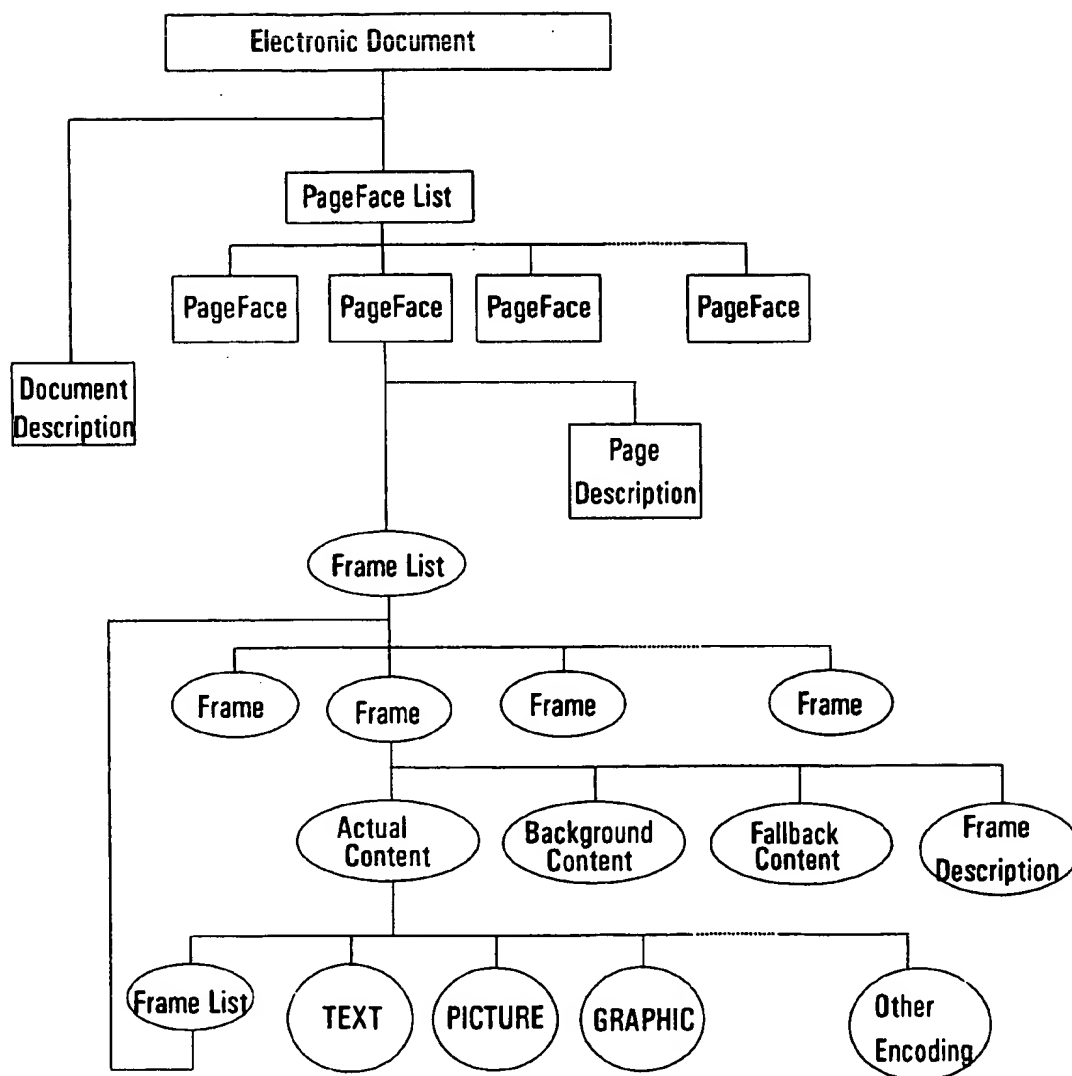 Electronic Document
PageFace List
PageFace PageFace PageFace PageFace
Document
Description
Page
Description
Frame List
Frame Frame Frame Frame
Actual
Content
Background
Content
Fallback
Content
Frame
Description
Frame List
TEXT
PICTURE
GRAPHIC
Other
Encoding